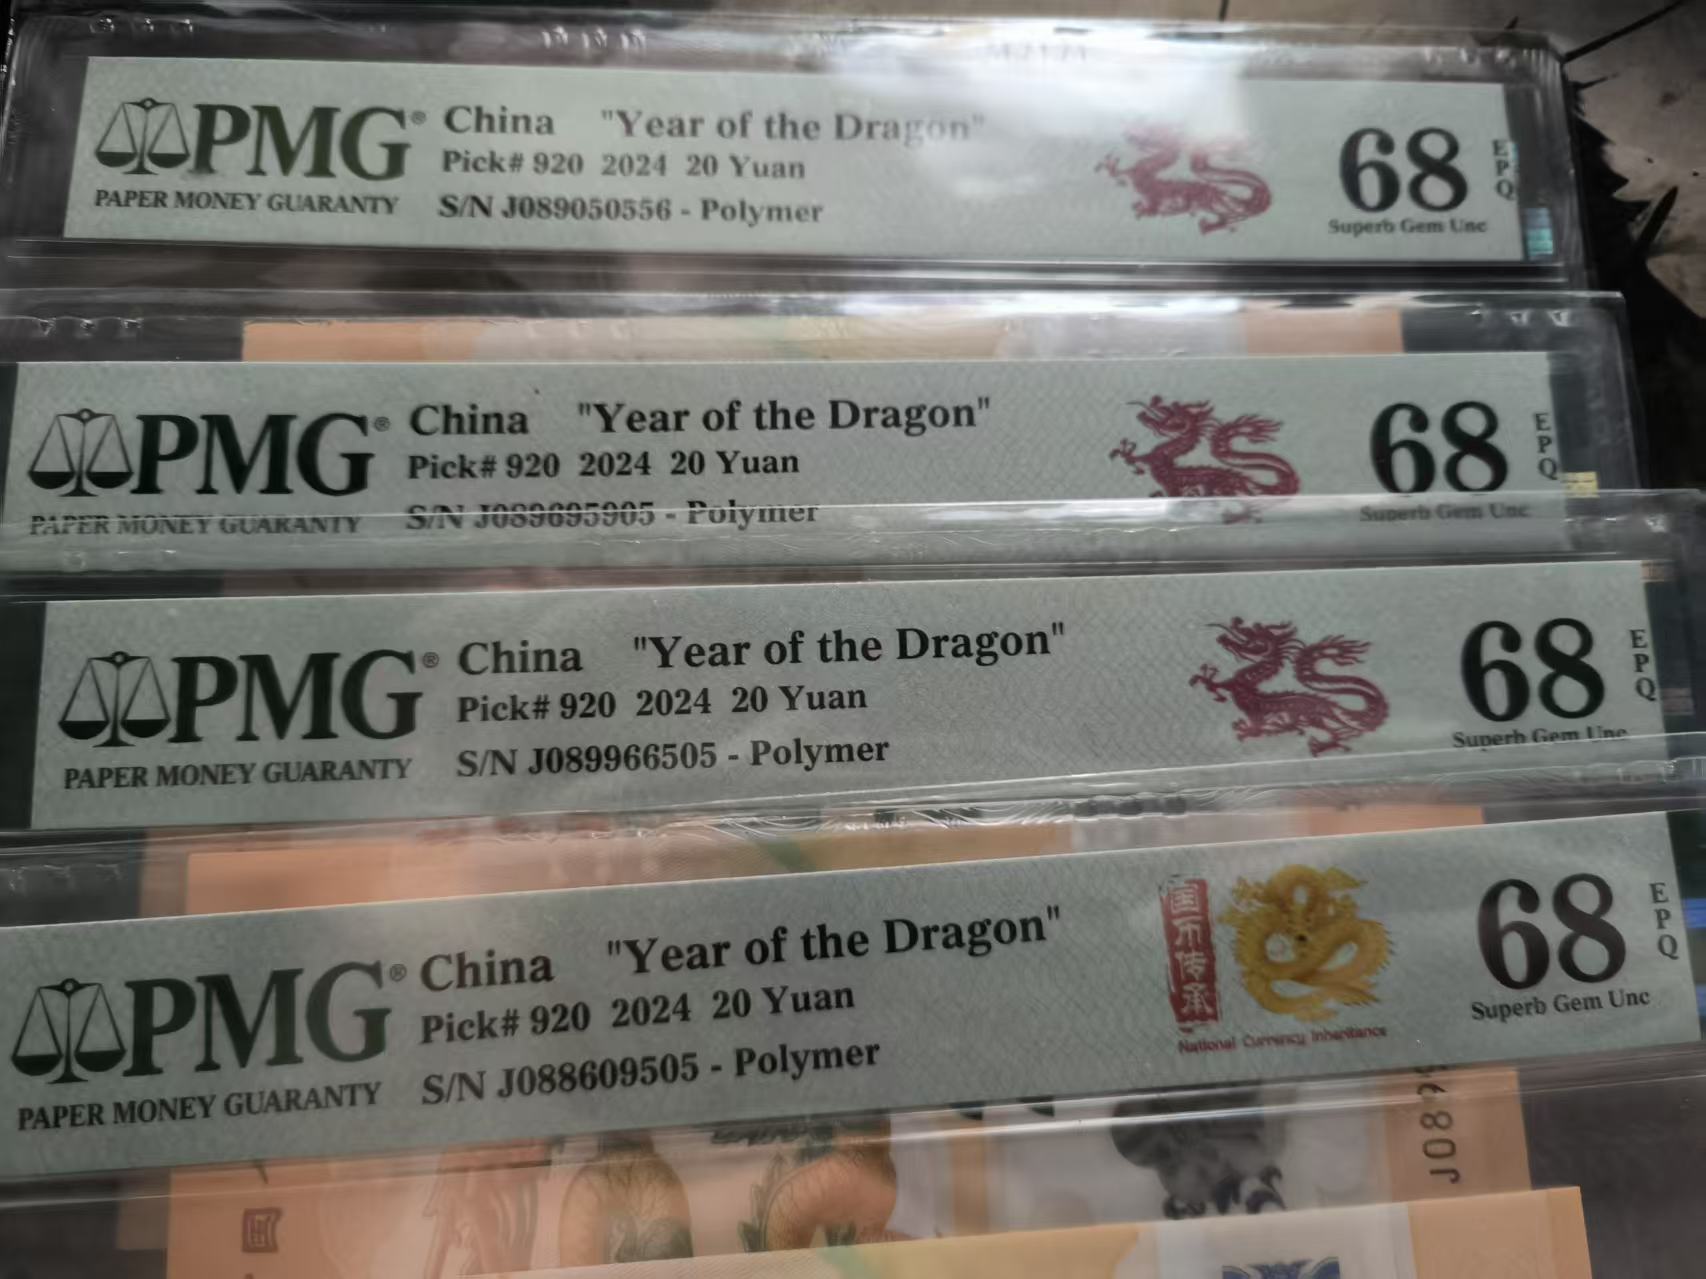 PMG® China "Year of the Dragon"
Pick# 920 2024 20 Yuan
PAPER MONEY GUARANTY S/N J089050556 - Polymer
68 EPQ
Superb Gem Unc
PMG® China "Year of the Dragon"
Pick# 920 2024 20 Yuan
PAPER MONEY GUARANTY S/N J089695905 - Polymer
68 EPQ
Superb Gem Unc
PMG® China "Year of the Dragon"
Pick# 920 2024 20 Yuan
PAPER MONEY GUARANTY S/N J089966505 - Polymer
68 EPQ
Superb Gem Unc
PMG® China "Year of the Dragon"
Pick# 920 2024 20 Yuan
PAPER MONEY GUARANTY S/N J088609505 - Polymer
国币传承
National Currency Inheritance
68 EPQ
Superb Gem Unc